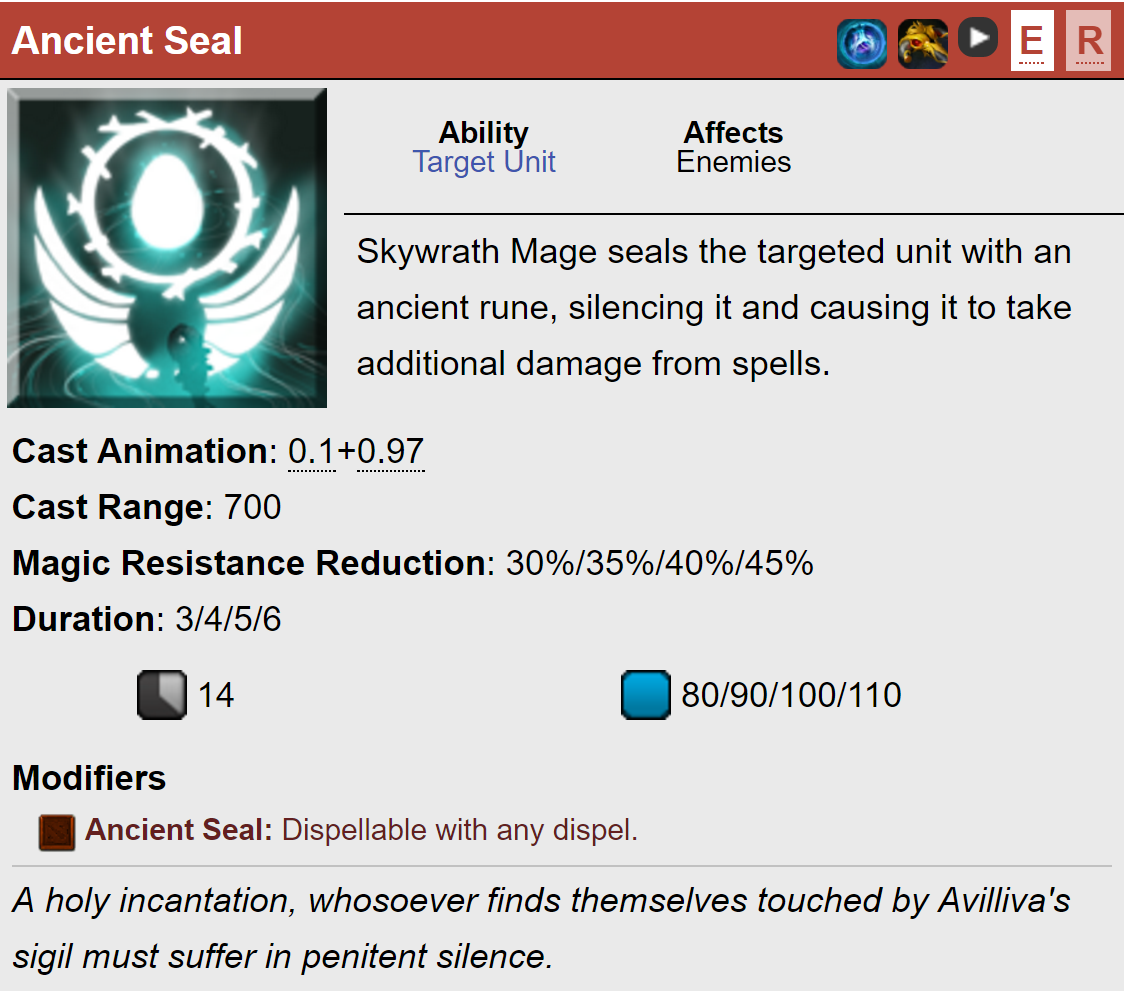 Ancient Seal E R
Ability Affects
Target Unit Enemies
Skywrath Mage seals the targeted unit with an
ancient rune, silencing it and causing it to take
additional damage from spells.
Cast Animation: 0.1+0.97
Cast Range: 700
Magic Resistance Reduction: 30%/35%/40%/45%
Duration: 3/4/5/6
14 80/90/100/110
Modifiers
Ancient Seal: Dispellable with any dispel.
A holy incantation, whosoever finds themselves touched by Avilliva's
sigil must suffer in penitent silence.